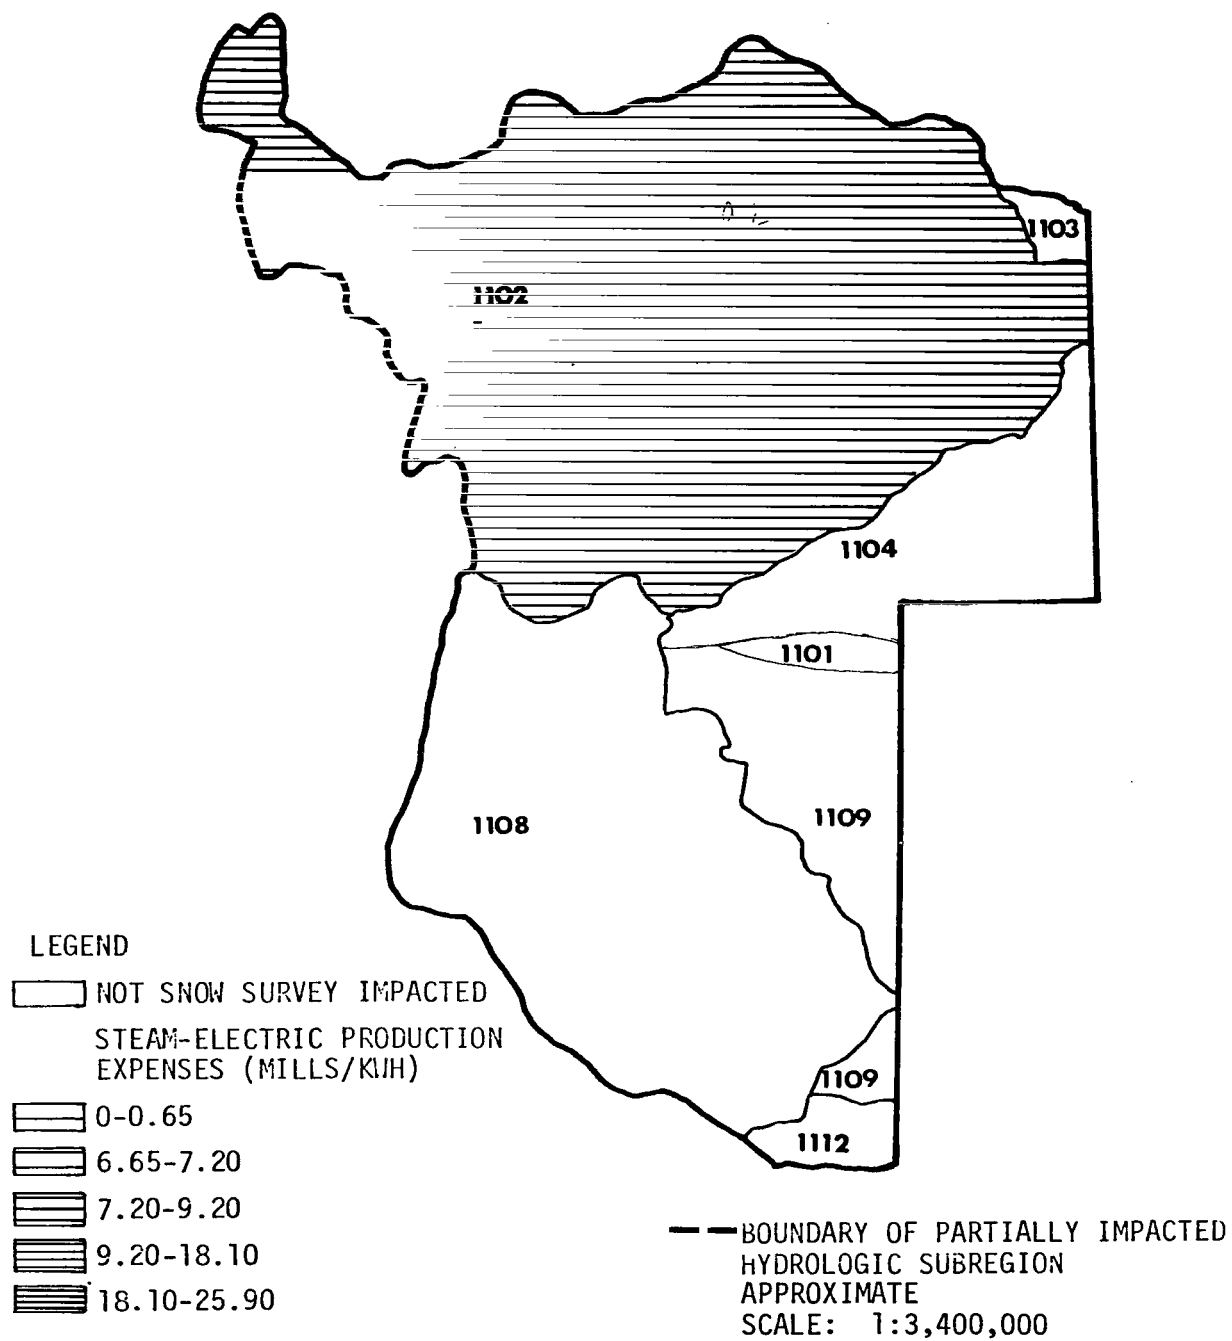 1103
1102
1104
1101
1108
1109
1109
1112
LEGEND
NOT SNOW SURVEY IMPACTED
STEAM-ELECTRIC PRODUCTION
EXPENSES (MILLS/KWH)
0-0.65
6.65-7.20
7.20-9.20
9.20-18.10
18.10-25.90
BOUNDARY OF PARTIALLY IMPACTED
HYDROLOGIC SUBREGION
APPROXIMATE
SCALE: 1:3,400,000